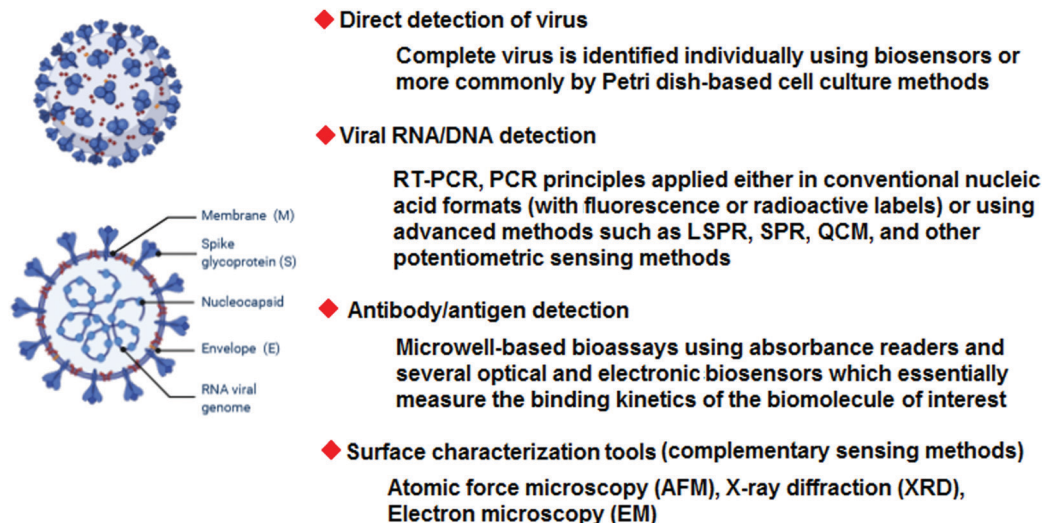 Direct detection of virus
Complete virus is identified individually using biosensors or
more commonly by Petri dish-based cell culture methods
Viral RNA/DNA detection
RT-PCR, PCR principles applied either in conventional nucleic
acid formats (with fluorescence or radioactive labels) or using
advanced methods such as LSPR, SPR, QCM, and other
potentiometric sensing methods
Antibody/antigen detection
Microwell-based bioassays using absorbance readers and
several optical and electronic biosensors which essentially
measure the binding kinetics of the biomolecule of interest
Surface characterization tools (complementary sensing methods)
Atomic force microscopy (AFM), X-ray diffraction (XRD),
Electron microscopy (EM)
Membrane (M)
Spike
glycoprotein (S)
Nucleocapsid
Envelope (E)
RNA viral
genome